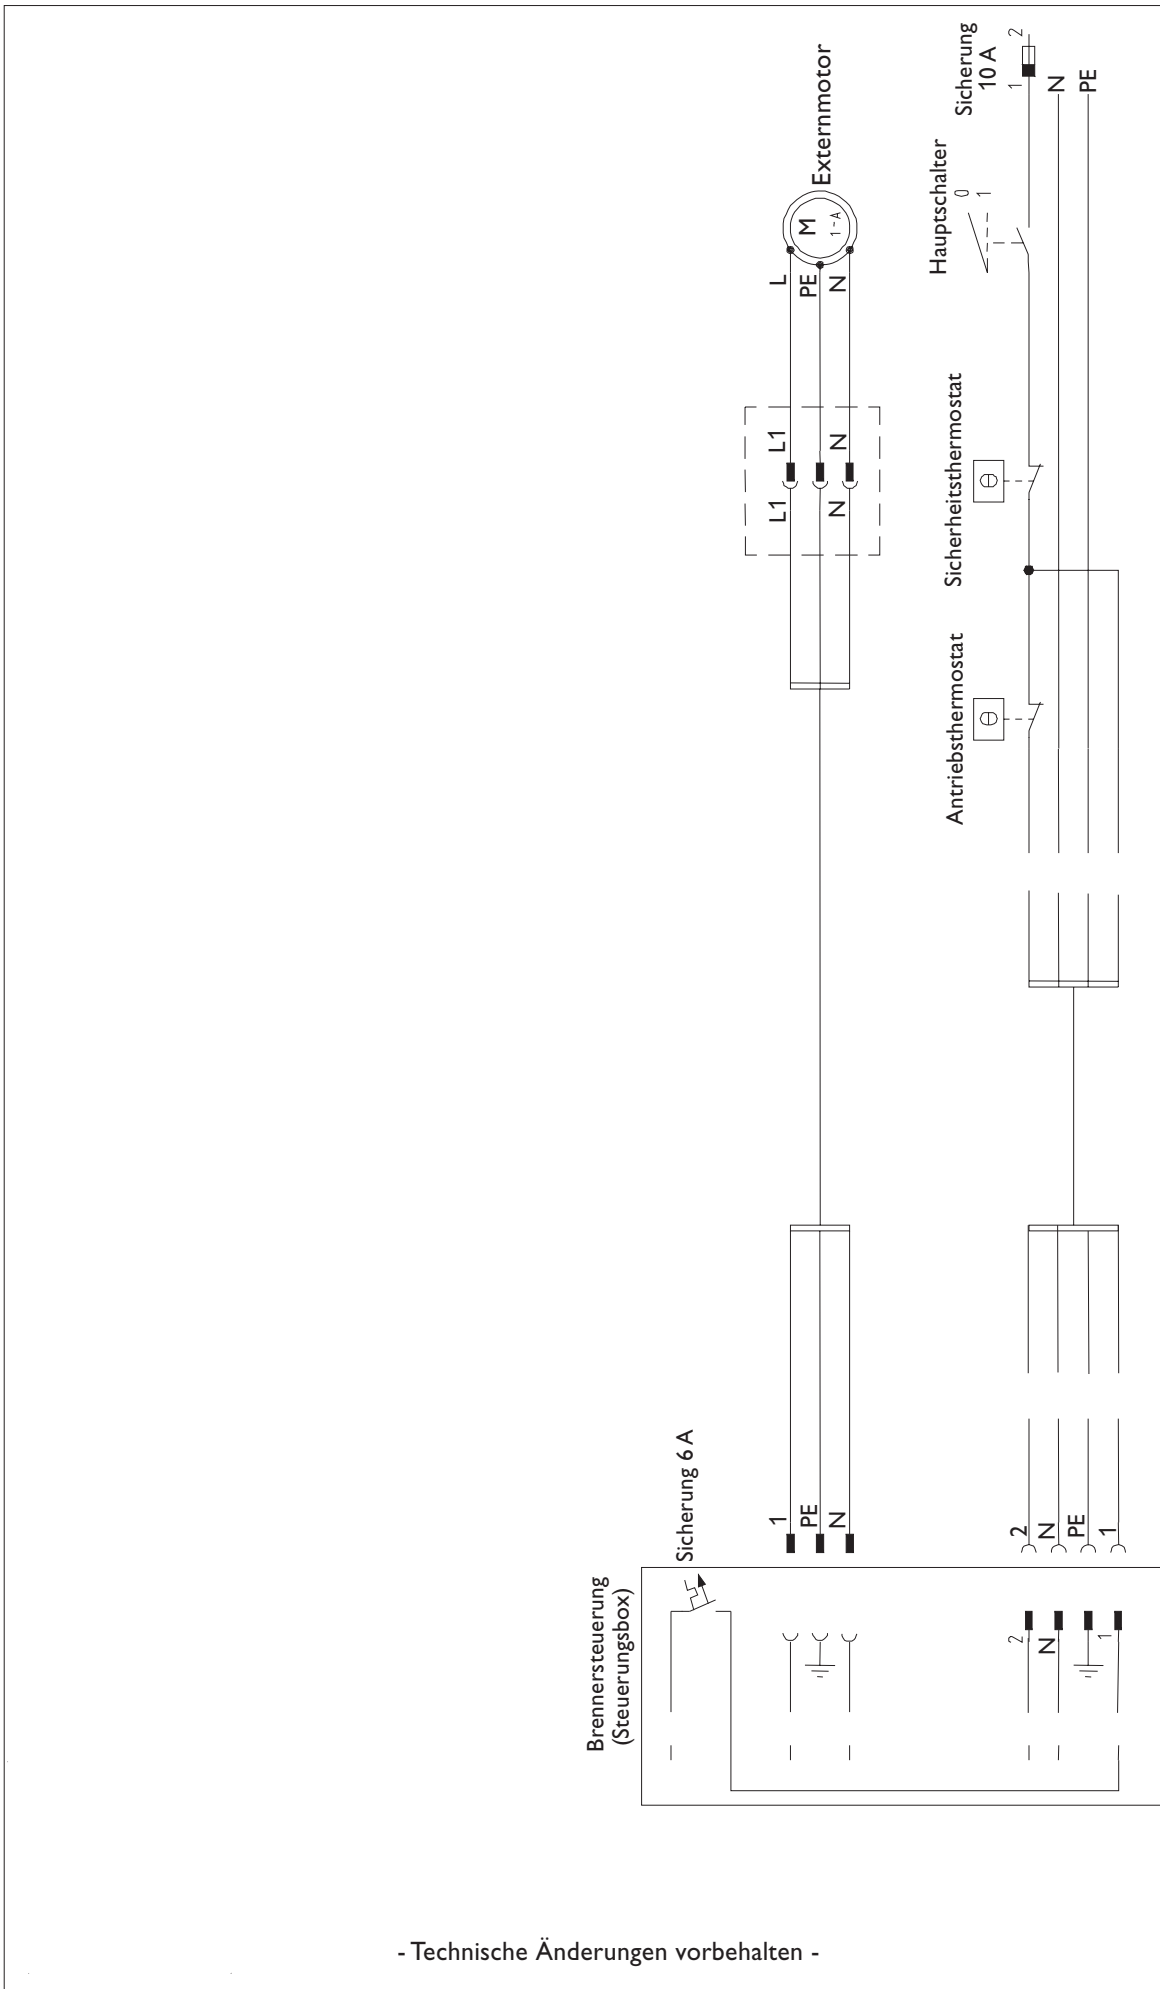 Sicherung
10 A
1
2
N
PE
Hauptschalter
0
1
Externmotor
M
1~A
L
PE
N
L1
N
L1
N
Sicherheitsthermostat
θ
Antriebsthermostat
θ
Sicherung 6 A
1
PE
N
2
N
PE
1
Brennersteuerung
(Steuerungsbox)
2
N
1
- Technische Änderungen vorbehalten -